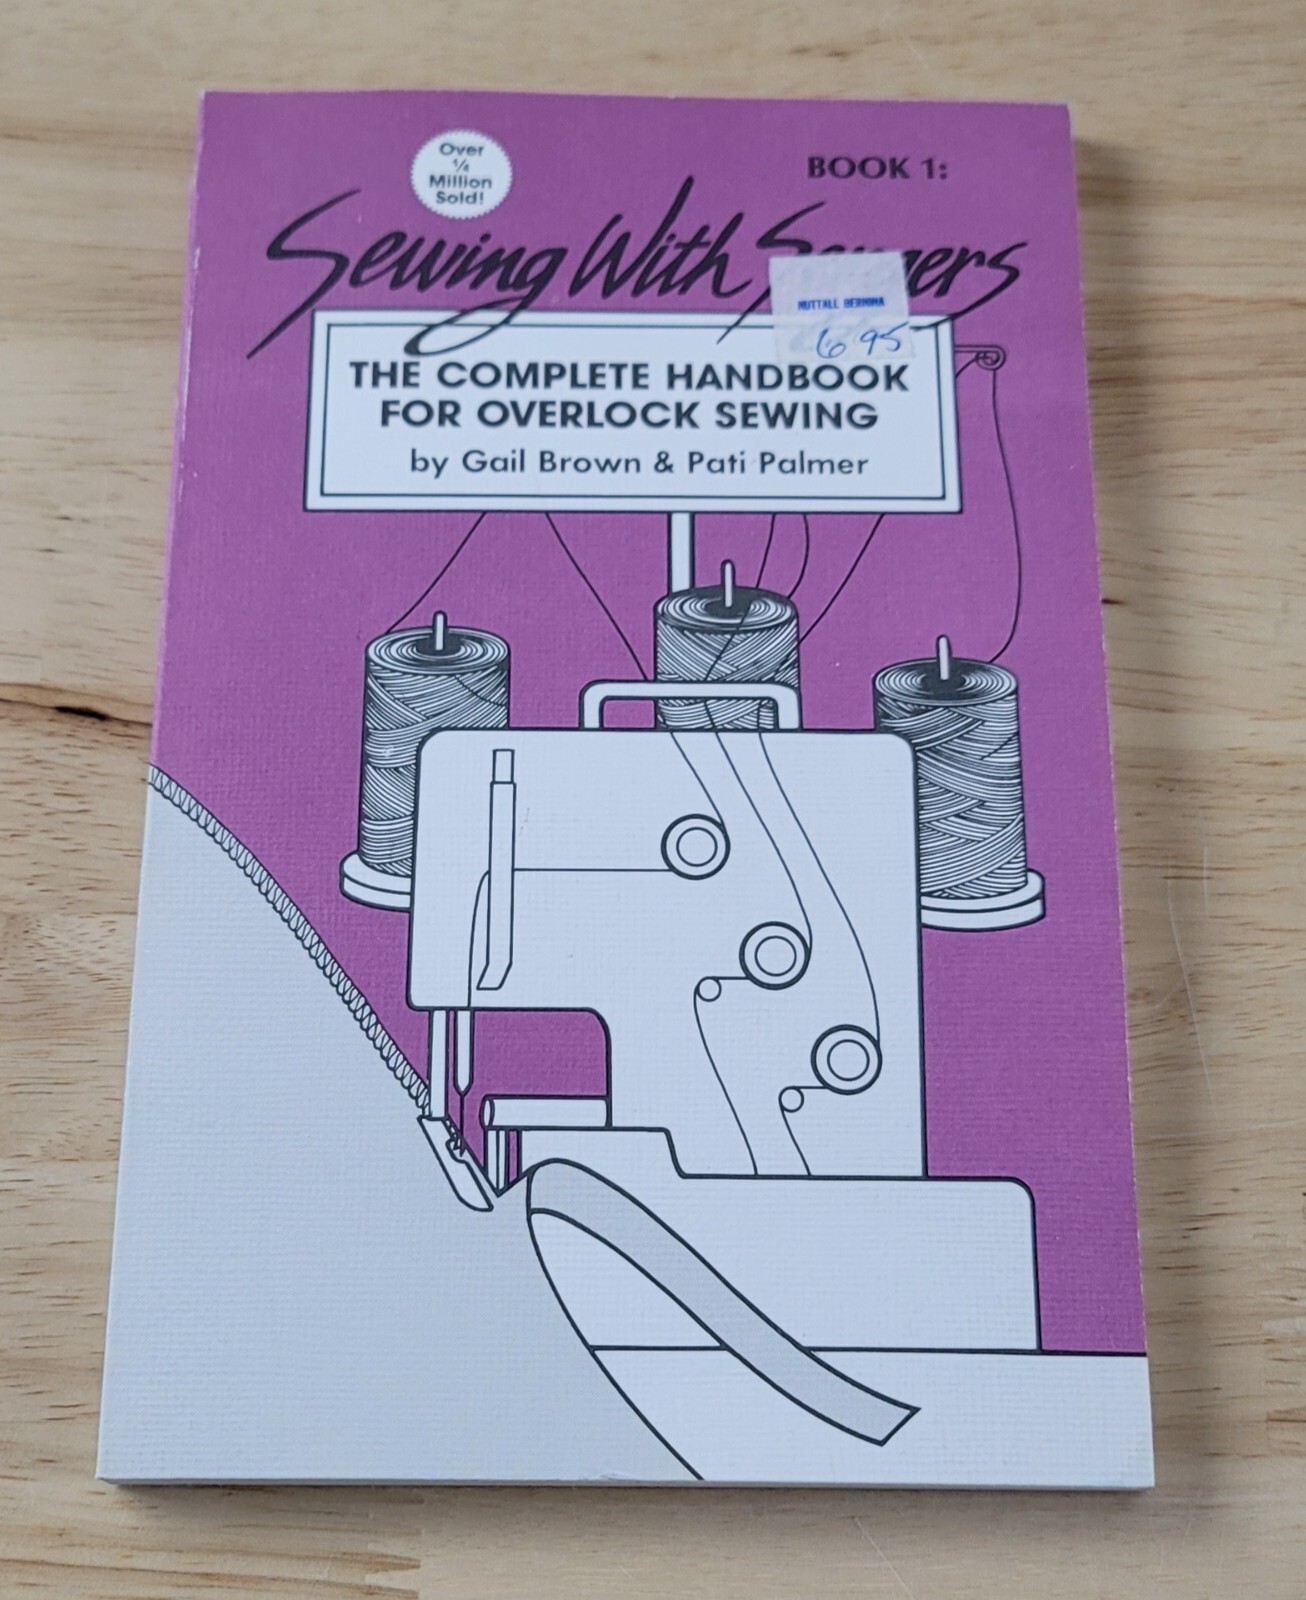 Over
1/4
Million
Sold!
BOOK 1:
Sewing With Sergers
NUTTALL BERNINA
6 95
THE COMPLETE HANDBOOK
FOR OVERLOCK SEWING
by Gail Brown & Pati Palmer